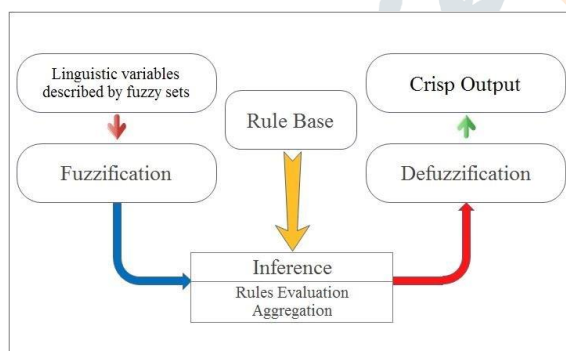 Linguistic variables
described by fuzzy sets
Fuzzification
Rule Base
Inference
Rules Evaluation
Aggregation
Crisp Output
Defuzzification